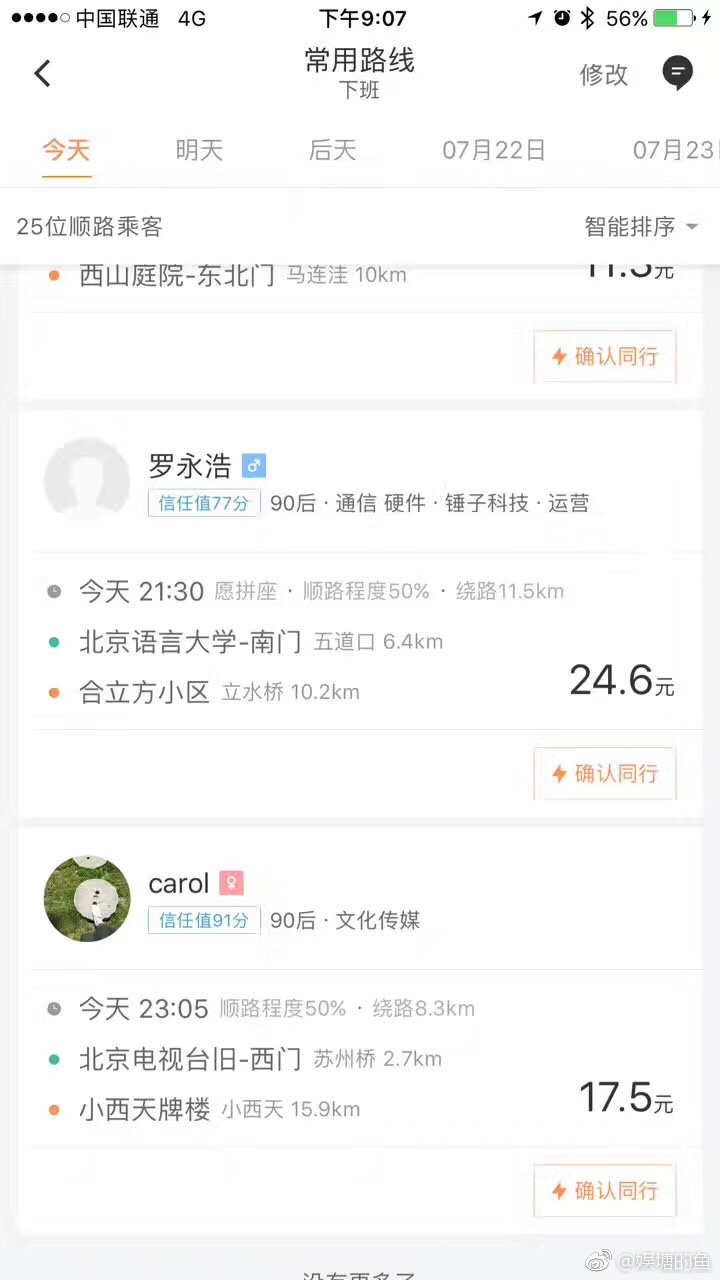 中国联通 4G 下午9:07 56%
常用路线
下班
修改
今天 明天 后天 07月22日 07月23日
25位顺路乘客 智能排序
西山庭院-东北门 马连洼 10km 11.5元
确认同行
罗永浩
信任值77分 90后 · 通信 硬件 · 锤子科技 · 运营
今天 21:30 愿拼座 · 顺路程度50% · 绕路11.5km
北京语言大学-南门 五道口 6.4km
合立方小区 立水桥 10.2km
24.6元
确认同行
carol
信任值91分 90后 · 文化传媒
今天 23:05 顺路程度50% · 绕路8.3km
北京电视台旧-西门 苏州桥 2.7km
小西天牌楼 小西天 15.9km
17.5元
确认同行
没有更多了
@娱塘的鱼